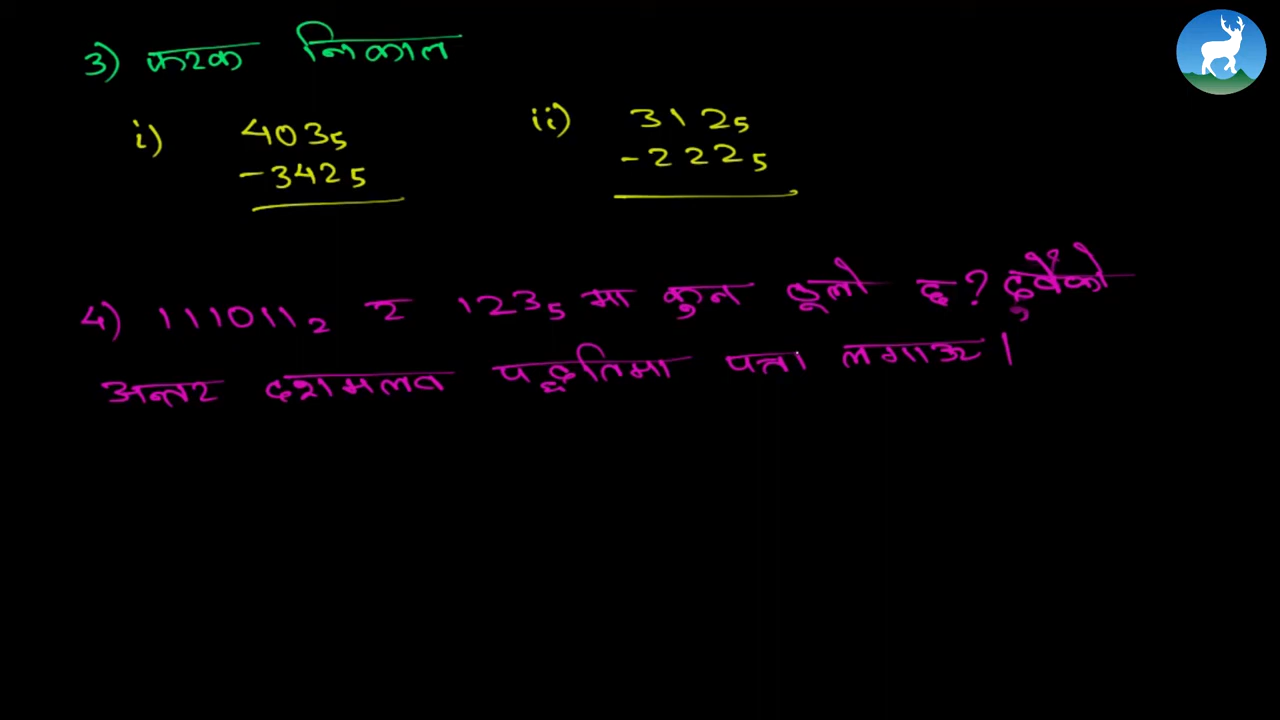 3) फरक निकाल
i) 403₅ ii) 312₅
-342₅ -222₅
4) 111011₂ र 123₅ मा कुन ठूलो छ? दुवैको
अन्तर दशमलव पद्धतिमा पत्ता लगाऊ।